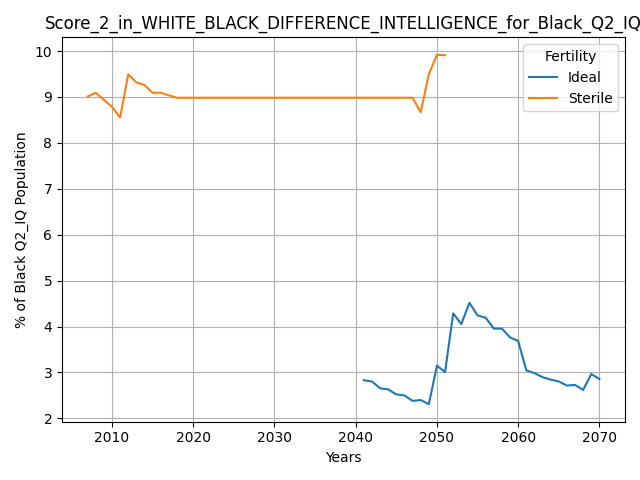 Score_2_in_WHITE_BLACK_DIFFERENCE_INTELLIGENCE_for_Black_Q2_IQ
Fertility
Ideal
Sterile
% of Black Q2_IQ Population
10
9
8
7
6
5
4
3
2
2010 2020 2030 2040 2050 2060 2070
Years